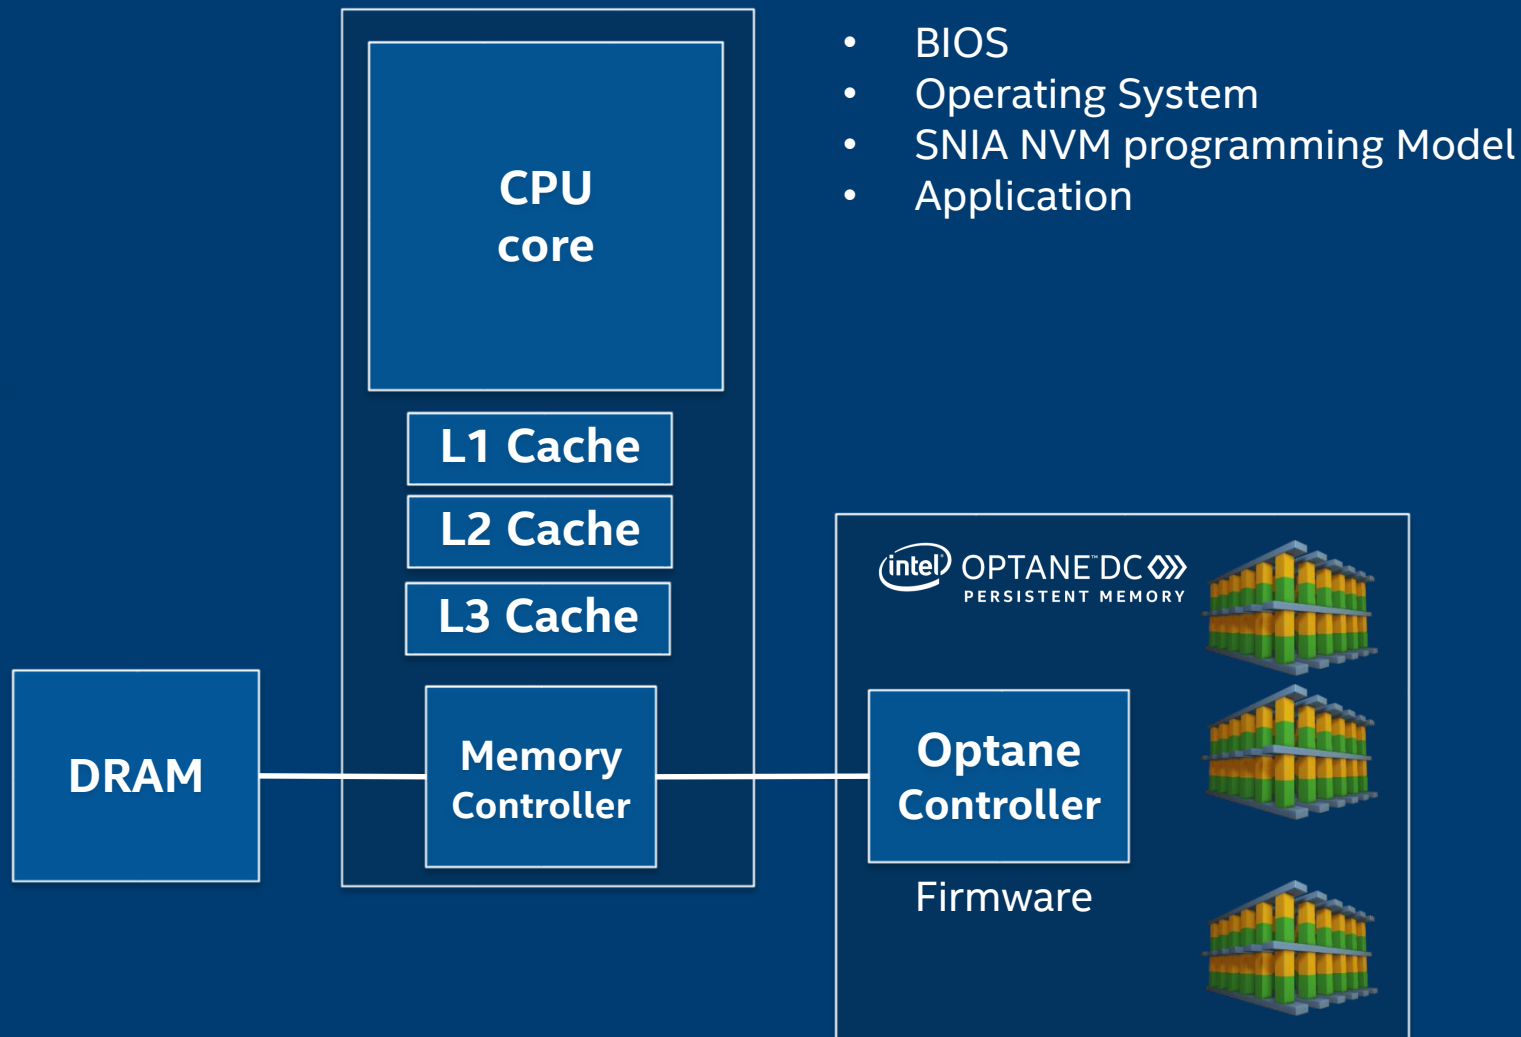 CPU
core
L1 Cache
L2 Cache
L3 Cache
Memory
Controller
DRAM
• BIOS
• Operating System
• SNIA NVM programming Model
• Application
intel OPTANE™ DC
PERSISTENT MEMORY
Optane
Controller
Firmware